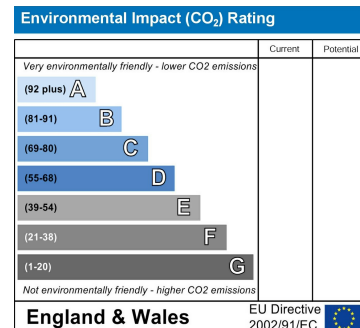 Environmental Impact (CO₂) Rating
Current Potential
Very environmentally friendly - lower CO2 emissions
(92 plus) A
(81-91) B
(69-80) C
(55-68) D
(39-54) E
(21-38) F
(1-20) G
Not environmentally friendly - higher CO2 emissions
England & Wales
EU Directive
2002/91/EC